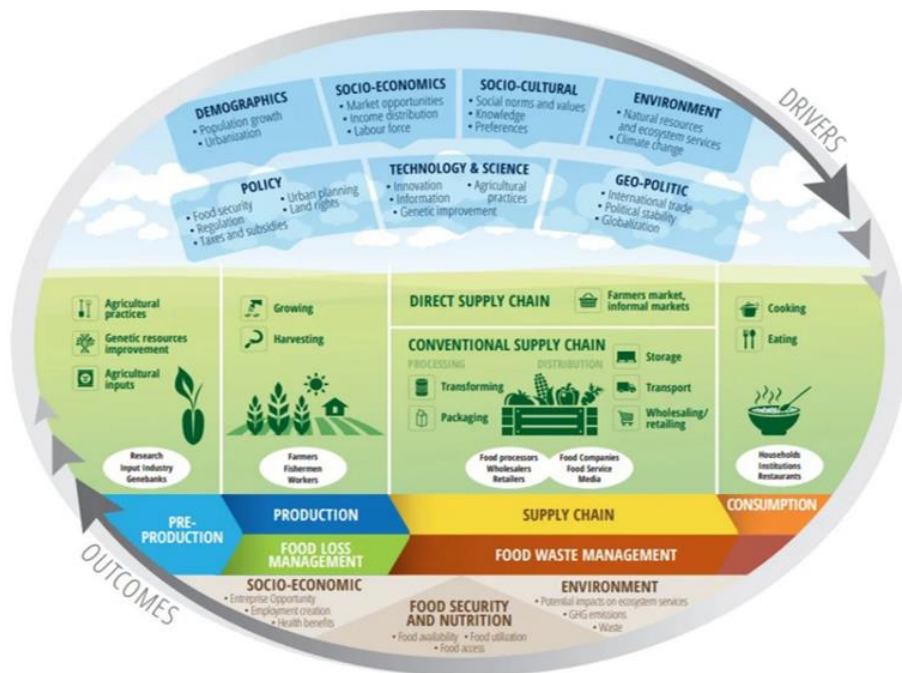 DRIVERS
DEMOGRAPHICS
• Population growth
• Urbanization
SOCIO-ECONOMICS
• Market opportunities
• Income distribution
• Labour force
SOCIO-CULTURAL
• Social norms and values
• Knowledge
• Preferences
ENVIRONMENT
• Natural resources
and ecosystem services
• Climate change
POLICY
• Food security
• Regulation
• Taxes and subsidies
• Urban planning
• Land rights
TECHNOLOGY & SCIENCE
• Innovation
• Information
• Genetic improvement
• Agricultural
practices
GEO-POLITIC
• International trade
• Political stability
• Globalization
Agricultural
practices
Genetic resources
improvement
Agricultural
inputs
Research
Input Industry
Genebanks
Growing
Harvesting
Farmers
Fishermen
Workers
DIRECT SUPPLY CHAIN
Farmers market,
informal markets
CONVENTIONAL SUPPLY CHAIN
PROCESSING
DISTRIBUTION
Transforming
Packaging
Storage
Transport
Wholesaling/
retailing
Food processors
Wholesalers
Retailers
Food Companies
Food Service
Media
Cooking
Eating
Households
Institutions
Restaurants
PRE-
PRODUCTION
PRODUCTION
SUPPLY CHAIN
CONSUMPTION
FOOD LOSS
MANAGEMENT
FOOD WASTE MANAGEMENT
OUTCOMES
SOCIO-ECONOMIC
• Entreprise Opportunity
• Employment creation
• Health benefits
FOOD SECURITY
AND NUTRITION
• Food availability • Food utilization
• Food access
ENVIRONMENT
• Potential impacts on ecosystem services
• GHG emissions
• Waste